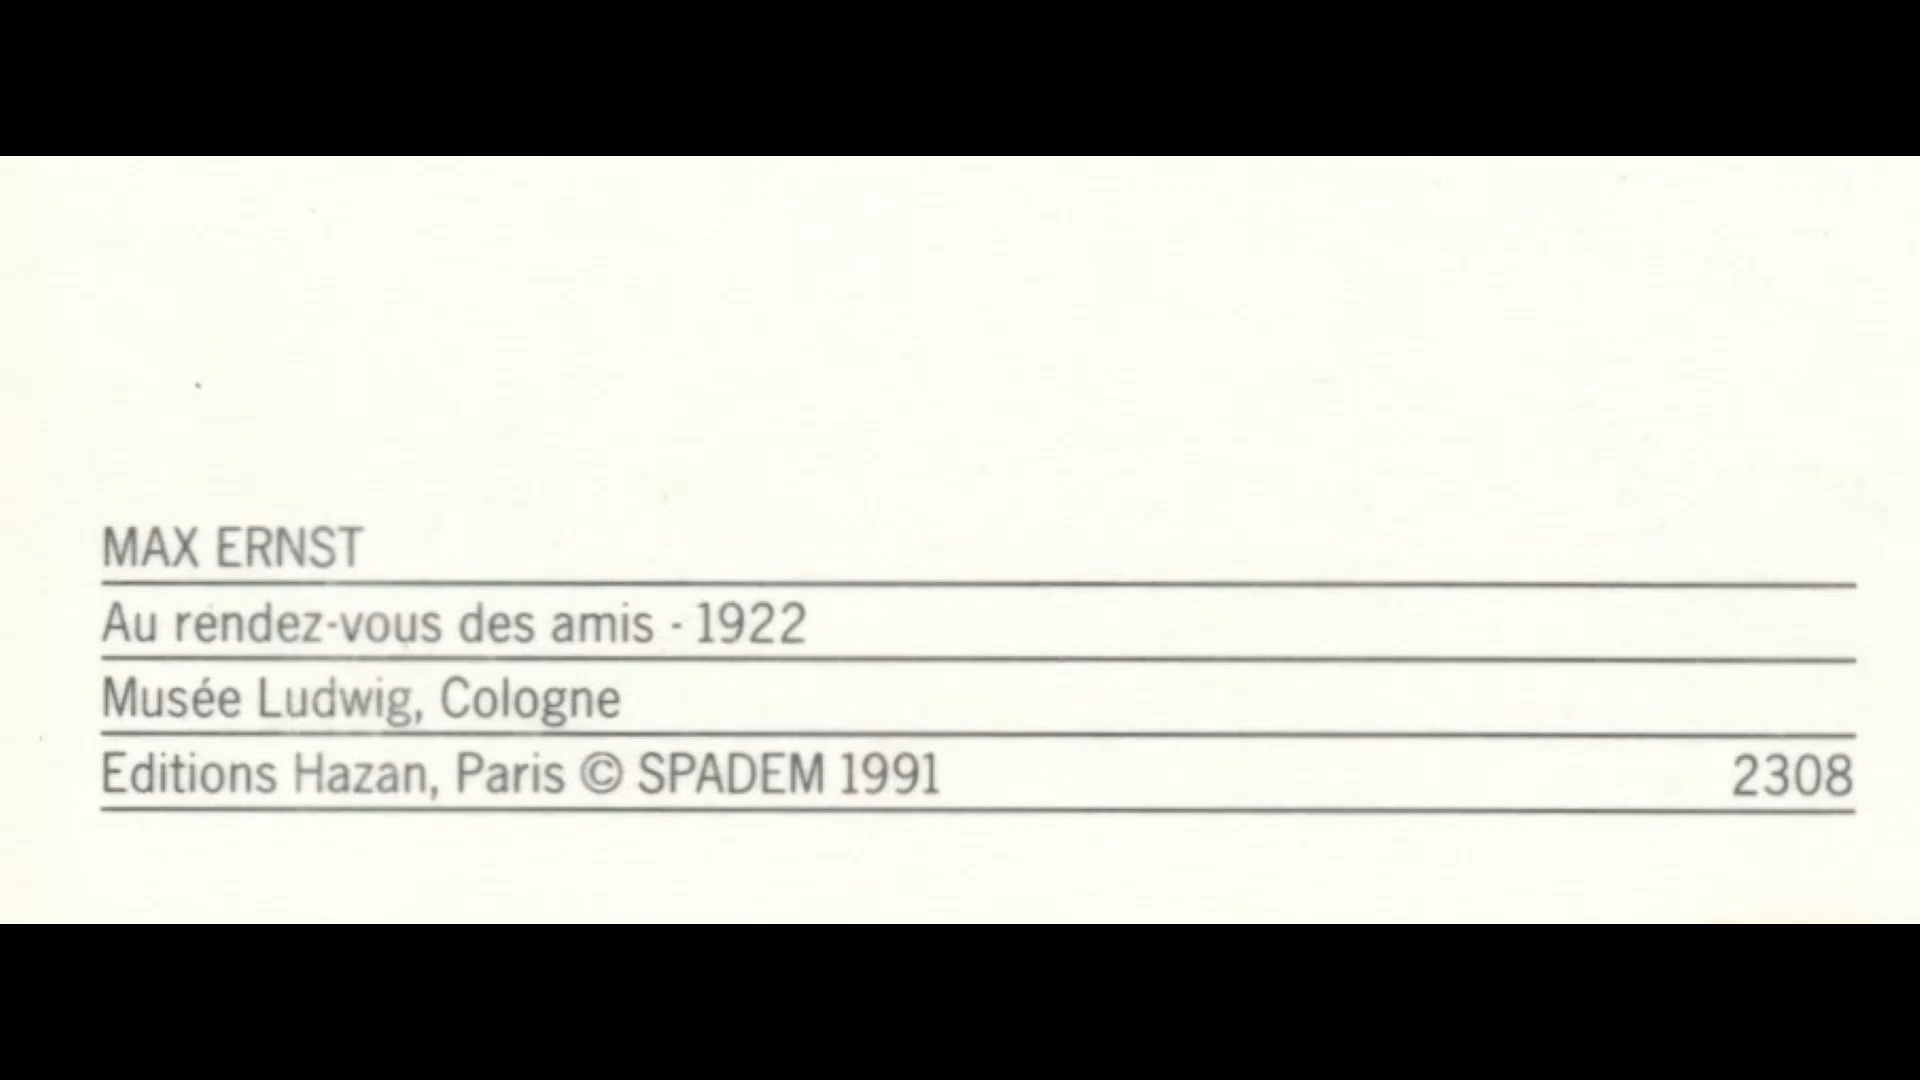 MAX ERNST
Au rendez-vous des amis - 1922
Musée Ludwig, Cologne
Editions Hazan, Paris © SPADEM 1991 2308